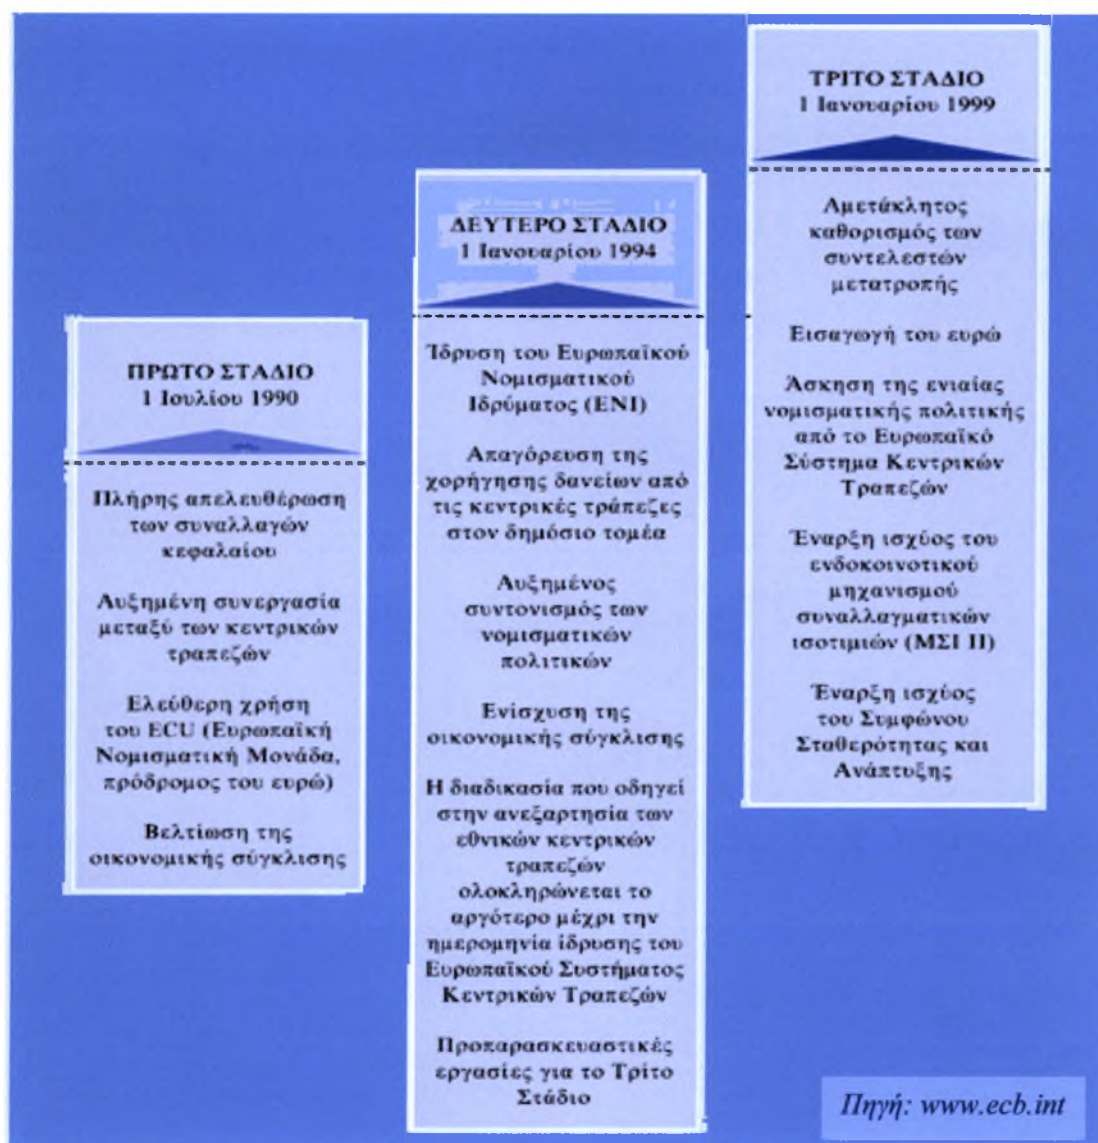 ΠΡΩΤΟ ΣΤΑΔΙΟ
1 Ιουλίου 1990
Πλήρης απελευθέρωση
των συναλλαγών
κεφαλαίου
Αυξημένη συνεργασία
μεταξύ των κεντρικών
τραπεζών
Ελεύθερη χρήση
του ECU (Ευρωπαϊκή
Νομισματική Μονάδα,
πρόδρομος του ευρώ)
Βελτίωση της
οικονομικής σύγκλισης
ΔΕΥΤΕΡΟ ΣΤΑΔΙΟ
1 Ιανουαρίου 1994
Ίδρυση του Ευρωπαϊκού
Νομισματικού
Ιδρύματος (ΕΝΙ)
Απαγόρευση της
χορήγησης δανείων από
τις κεντρικές τράπεζες
στον δημόσιο τομέα
Αυξημένος
συντονισμός των
νομισματικών
πολιτικών
Ενίσχυση της
οικονομικής σύγκλισης
Η διαδικασία που οδηγεί
στην ανεξαρτησία των
εθνικών κεντρικών
τραπεζών
ολοκληρώνεται το
αργότερο μέχρι την
ημερομηνία ίδρυσης του
Ευρωπαϊκού Συστήματος
Κεντρικών Τραπεζών
Προπαρασκευαστικές
εργασίες για το Τρίτο
Στάδιο
ΤΡΙΤΟ ΣΤΑΔΙΟ
1 Ιανουαρίου 1999
Αμετάκλητος
καθορισμός των
συντελεστών
μετατροπής
Εισαγωγή του ευρώ
Άσκηση της ενιαίας
νομισματικής πολιτικής
από το Ευρωπαϊκό
Σύστημα Κεντρικών
Τραπεζών
Έναρξη ισχύος του
ενδοκοινοτικού
μηχανισμού
συναλλαγματικών
ισοτιμιών (ΜΣΙ ΙΙ)
Έναρξη ισχύος
του Συμφώνου
Σταθερότητας και
Ανάπτυξης
Πηγή: www.ecb.int